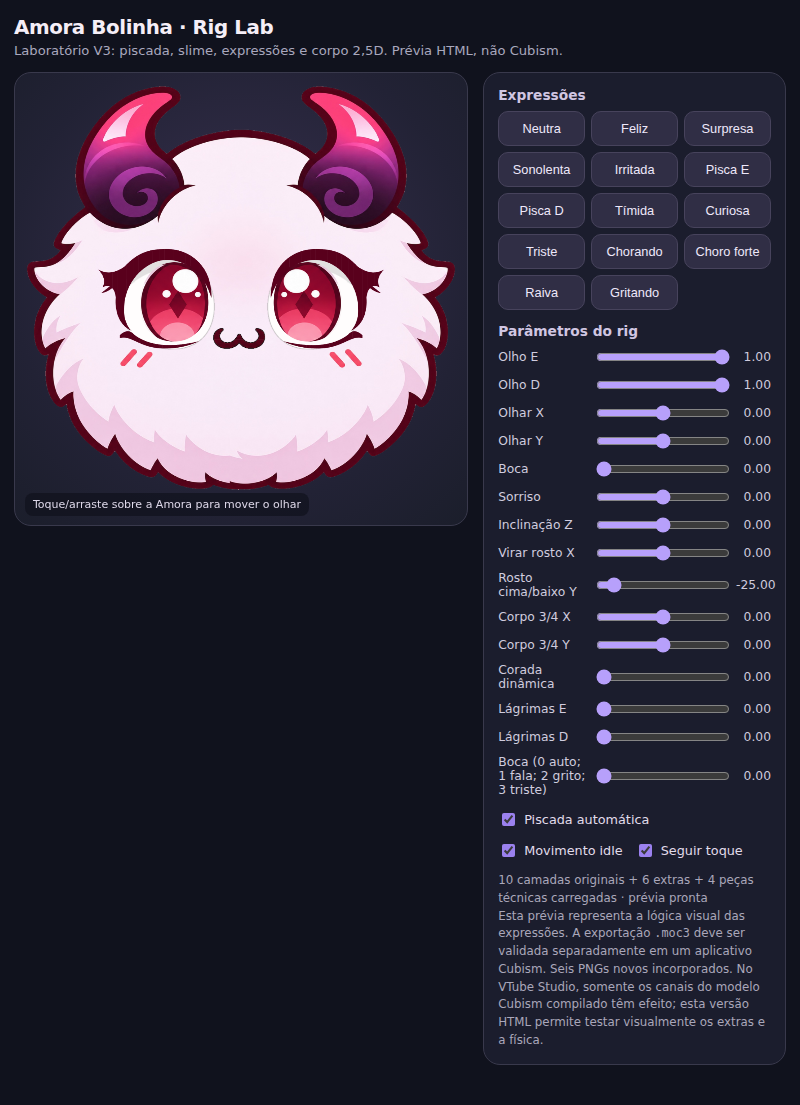 Amora Bolinha · Rig Lab
Laboratório V3: piscada, slime, expressões e corpo 2,5D. Prévia HTML, não Cubism.
Toque/arraste sobre a Amora para mover o olhar
Expressões
Neutra
Feliz
Surpresa
Sonolenta
Irritada
Pisca E
Pisca D
Tímida
Curiosa
Triste
Chorando
Choro forte
Raiva
Gritando
Parâmetros do rig
Olho E 1.00
Olho D 1.00
Olhar X 0.00
Olhar Y 0.00
Boca 0.00
Sorriso 0.00
Inclinação Z 0.00
Virar rosto X 0.00
Rosto
cima/baixo Y -25.00
Corpo 3/4 X 0.00
Corpo 3/4 Y 0.00
Corada
dinâmica 0.00
Lágrimas E 0.00
Lágrimas D 0.00
Boca (0 auto;
1 fala; 2 grito; 0.00
3 triste)
Piscada automática
Movimento idle Seguir toque
10 camadas originais + 6 extras + 4 peças
técnicas carregadas · prévia pronta
Esta prévia representa a lógica visual das
expressões. A exportação .moc3 deve ser
validada separadamente em um aplicativo
Cubism. Seis PNGs novos incorporados. No
VTube Studio, somente os canais do modelo
Cubism compilado têm efeito; esta versão
HTML permite testar visualmente os extras e
a física.